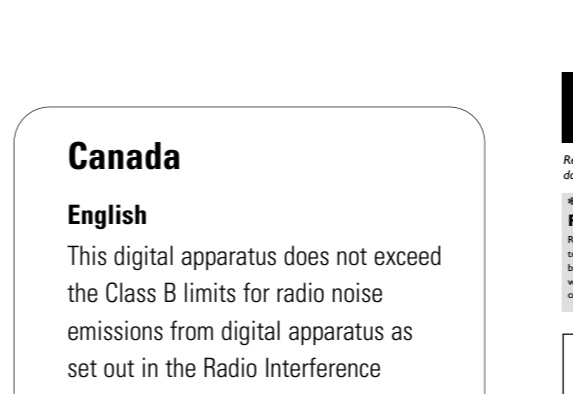 Canada
English
This digital apparatus does not exceed
the Class B limits for radio noise
emissions from digital apparatus as
set out in the Radio Interference